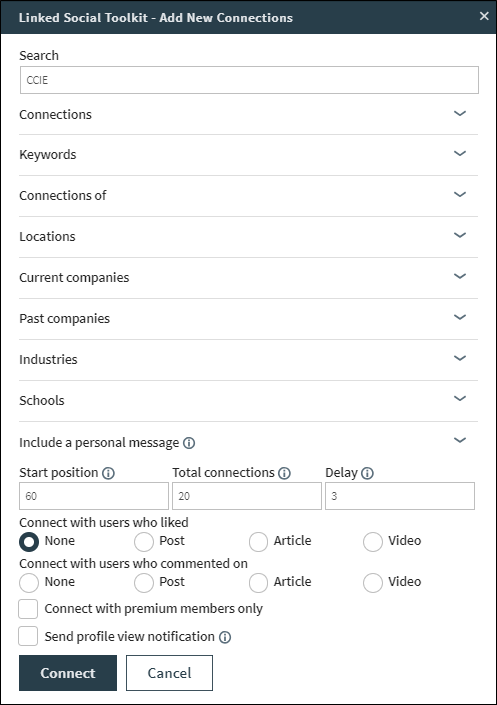 Linked Social Toolkit - Add New Connections
Search
CCIE
Connections
Keywords
Connections of
Locations
Current companies
Past companies
Industries
Schools
Include a personal message
Start position Total connections Delay
60 20 3
Connect with users who liked
None Post Article Video
Connect with users who commented on
None Post Article Video
Connect with premium members only
Send profile view notification
Connect Cancel